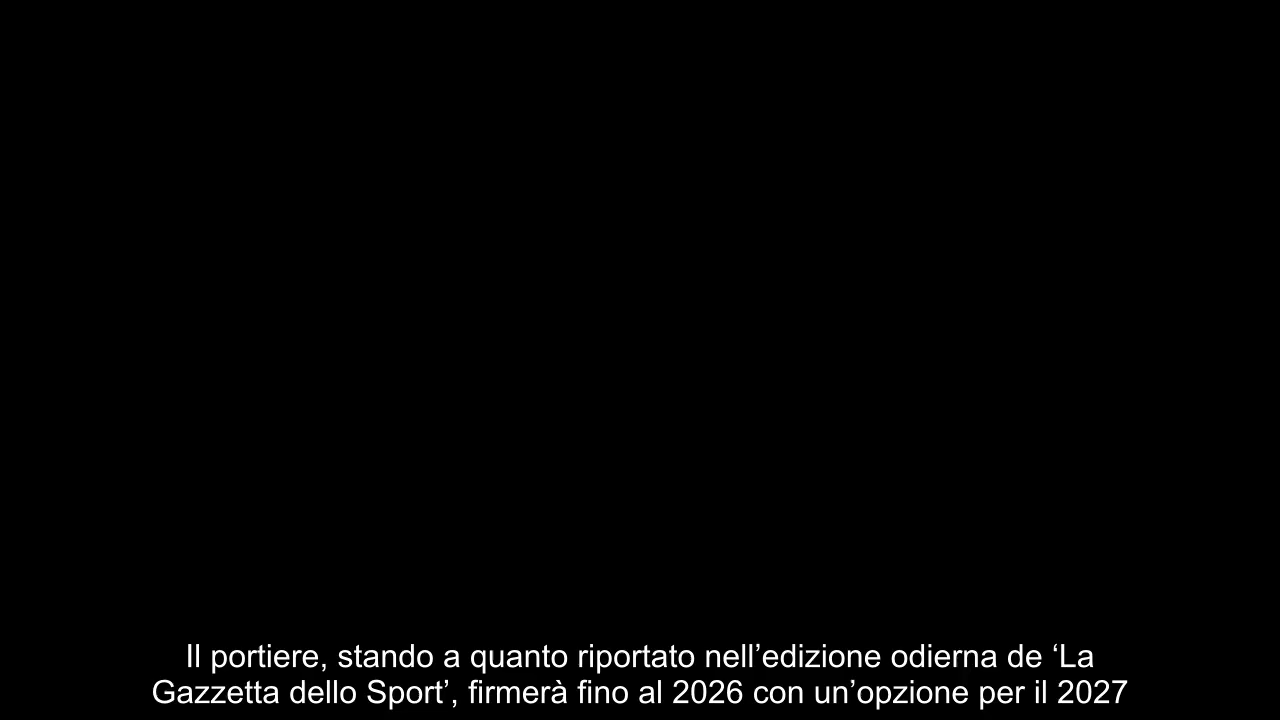 Il portiere, stando a quanto riportato nell’edizione odierna de ‘La
Gazzetta dello Sport’, firmerà fino al 2026 con un’opzione per il 2027